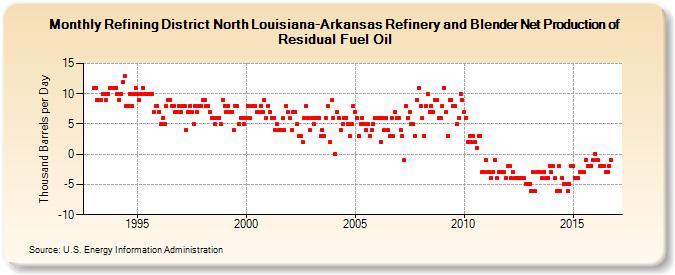 Monthly Refining District North Louisiana-Arkansas Refinery and Blender Net Production of
Residual Fuel Oil
Thousand Barrels per Day
15
10
5
0
-5
-10
1995
2000
2005
2010
2015
Source: U.S. Energy Information Administration